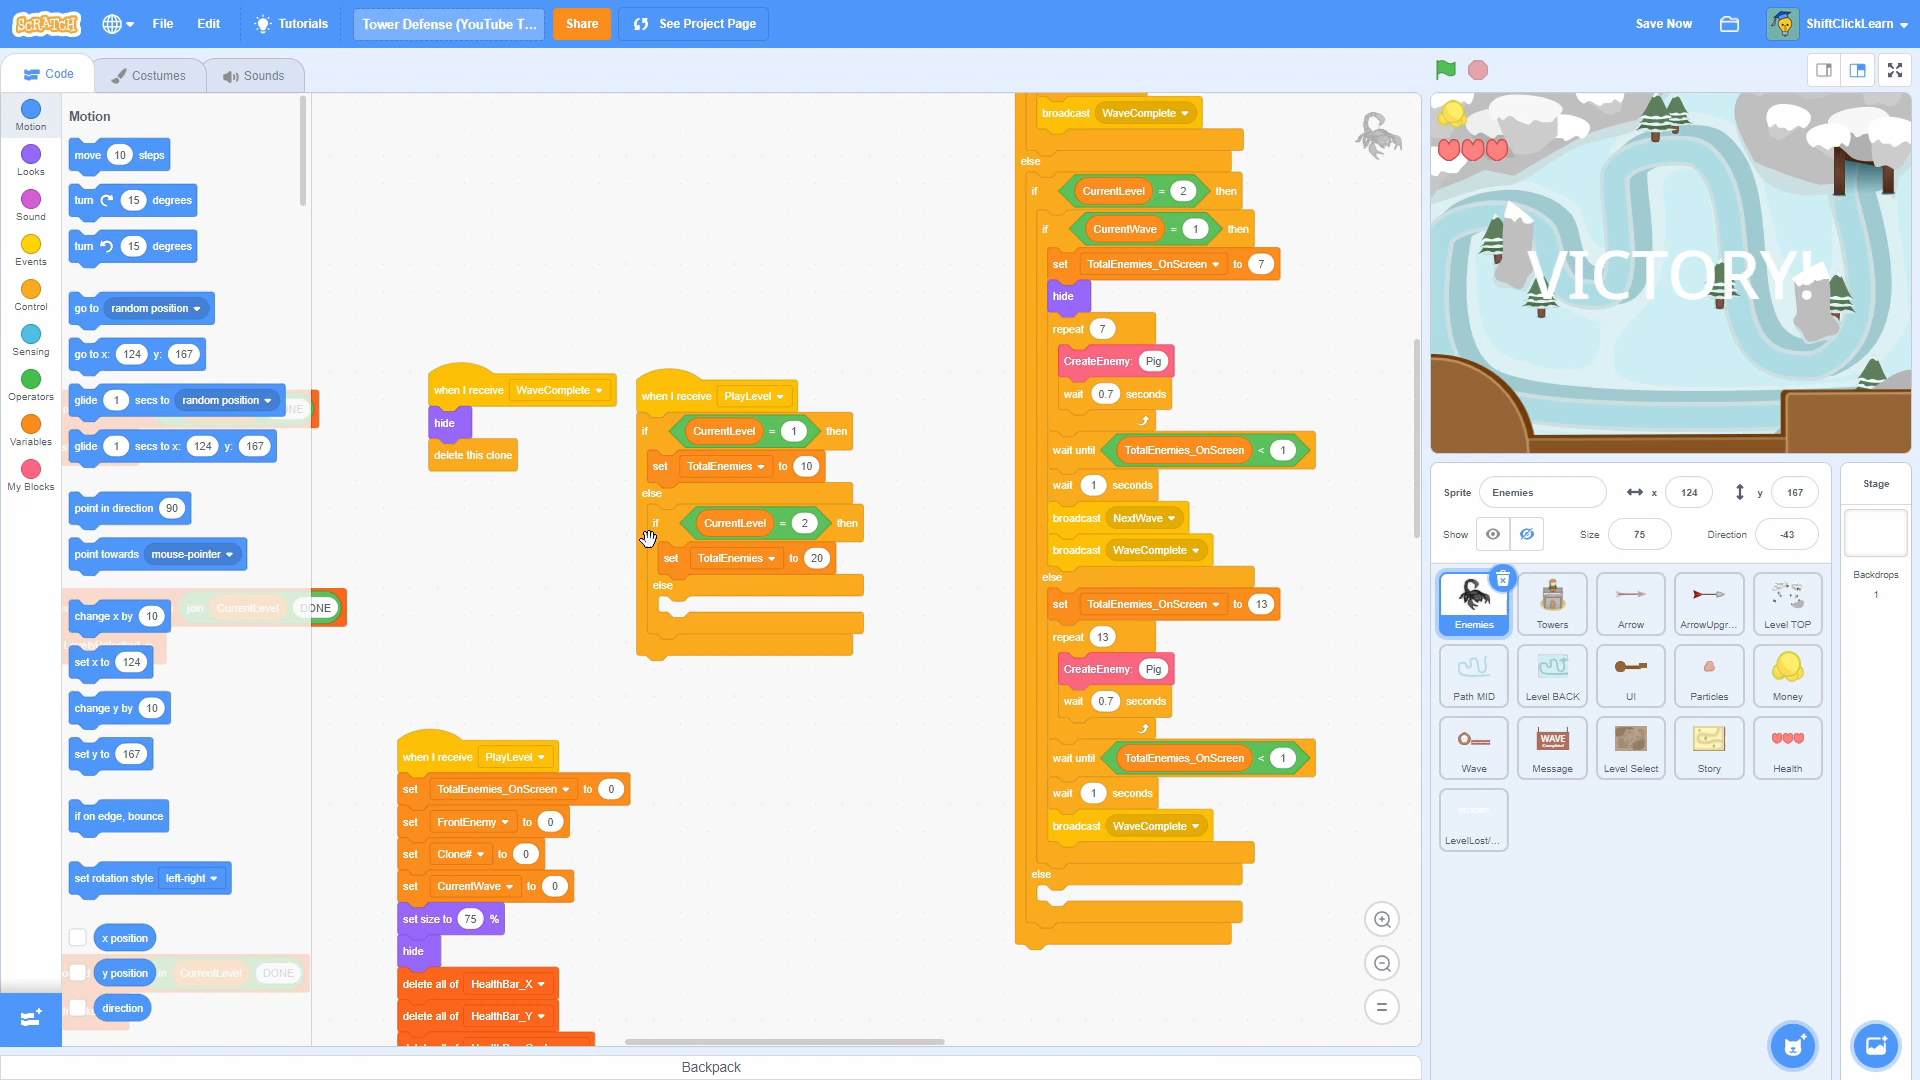 SCRATCH
File
Edit
Tutorials
Tower Defense (YouTube T...
Share
See Project Page
Save Now
ShiftClickLearn
Code
Costumes
Sounds
Motion
Looks
Sound
Events
Control
Sensing
Operators
Variables
My Blocks
Motion
move 10 steps
turn 15 degrees
turn 15 degrees
go to random position
go to x: 124 y: 167
glide 1 secs to random position
glide 1 secs to x: 124 y: 167
point in direction 90
point towards mouse-pointer
change x by 10
join CurrentLevel DONE
set x to 124
change y by 10
set y to 167
if on edge, bounce
set rotation style left-right
x position
y position
CurrentLevel DONE
direction
when I receive WaveComplete
hide
delete this clone
when I receive PlayLevel
if CurrentLevel = 1 then
set TotalEnemies to 10
else
if CurrentLevel = 2 then
set TotalEnemies to 20
else
when I receive PlayLevel
set TotalEnemies_OnScreen to 0
set FrontEnemy to 0
set Clone# to 0
set CurrentWave to 0
set size to 75 %
hide
delete all of HealthBar_X
delete all of HealthBar_Y
broadcast WaveComplete
else
if CurrentLevel = 2 then
if CurrentWave = 1 then
set TotalEnemies_OnScreen to 7
hide
repeat 7
CreateEnemy: Pig
wait 0.7 seconds
wait until TotalEnemies_OnScreen < 1
wait 1 seconds
broadcast NextWave
broadcast WaveComplete
else
set TotalEnemies_OnScreen to 13
repeat 13
CreateEnemy: Pig
wait 0.7 seconds
wait until TotalEnemies_OnScreen < 1
wait 1 seconds
broadcast WaveComplete
else
Backpack
VICTORY!
Sprite Enemies x 124 y 167
Show Size 75 Direction -43
Enemies
Towers
Arrow
ArrowUpgr...
Level TOP
Path MID
Level BACK
UI
Particles
Money
Wave
WAVE
Message
Level Select
Story
Health
LevelLost/...
Stage
Backdrops
1